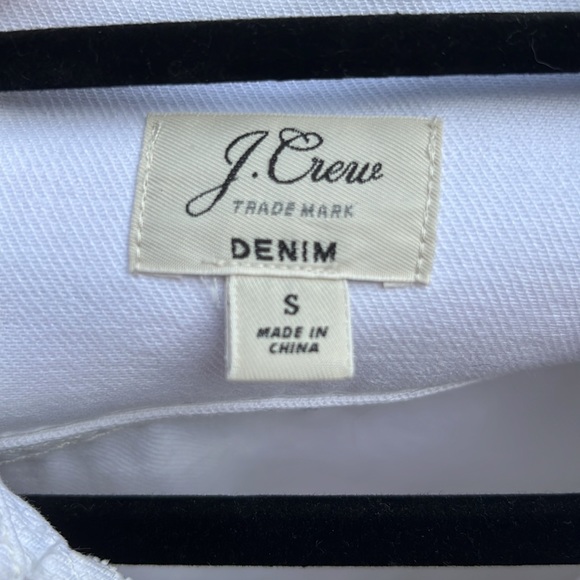 J.Crew
TRADE MARK
DENIM
S
MADE IN
CHINA